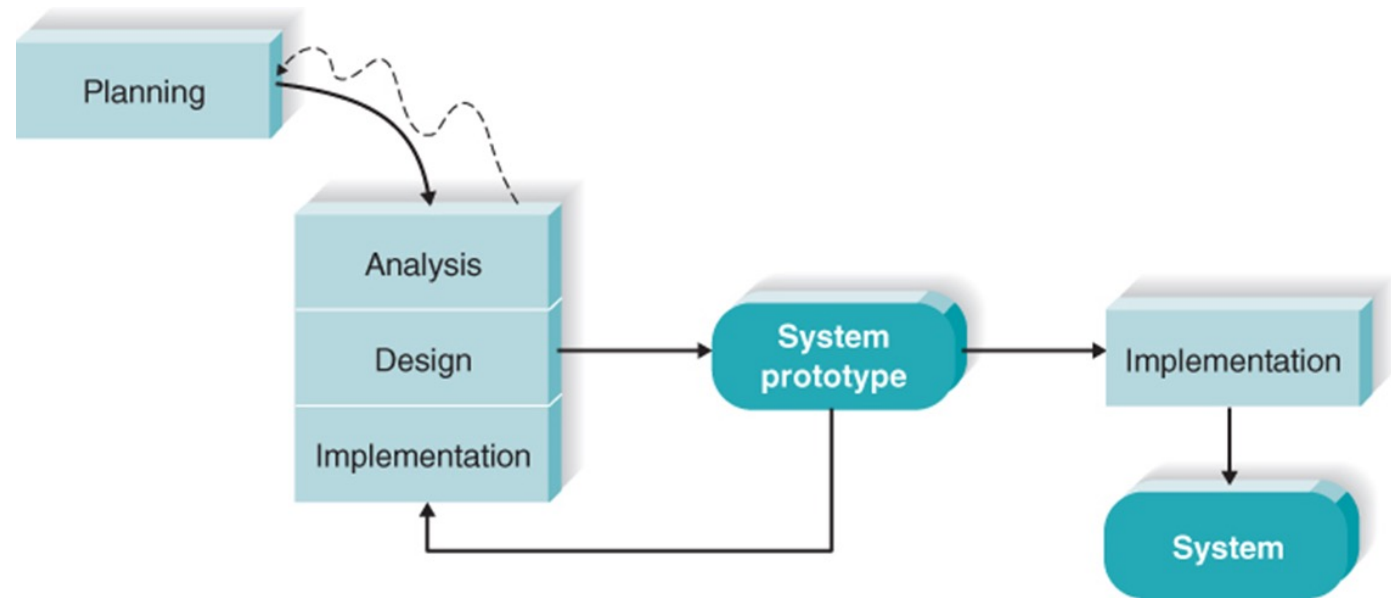 Planning
Analysis
Design
Implementation
System
prototype
Implementation
System